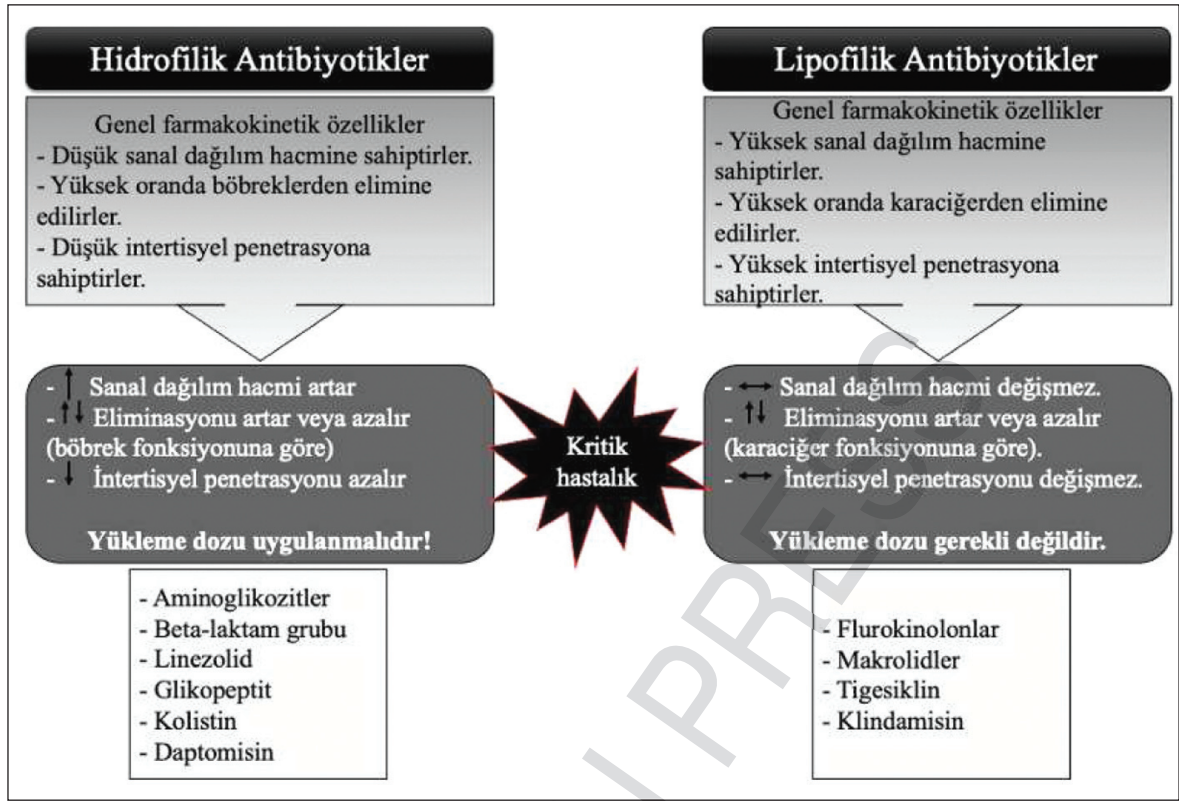 Hidrofilik Antibiyotikler
Genel farmakokinetik özellikler
- Düşük sanal dağılım hacmine sahiptirler.
- Yüksek oranda böbreklerden elimine
edilirler.
- Düşük intertisyel penetrasyona
sahiptirler.
- ↑ Sanal dağılım hacmi artar
- ↑↓ Eliminasyonu artar veya azalır
(böbrek fonksiyonuna göre)
- ↓ İntertisyel penetrasyonu azalır
Yükleme dozu uygulanmalıdır!
- Aminoglikozitler
- Beta-laktam grubu
- Linezolid
- Glikopeptit
- Kolistin
- Daptomisin
Kritik
hastalık
Lipofilik Antibiyotikler
Genel farmakokinetik özellikler
- Yüksek sanal dağılım hacmine
sahiptirler.
- Yüksek oranda karaciğerden elimine
edilirler.
- Yüksek intertisyel penetrasyona
sahiptirler.
- ↔ Sanal dağılım hacmi değişmez.
- ↑↓ Eliminasyonu artar veya azalır
(karaciğer fonksiyonuna göre).
- ↔ İntertisyel penetrasyonu değişmez.
Yükleme dozu gerekli değildir.
- Flurokinolonlar
- Makrolidler
- Tigesiklin
- Klindamisin
PRESS